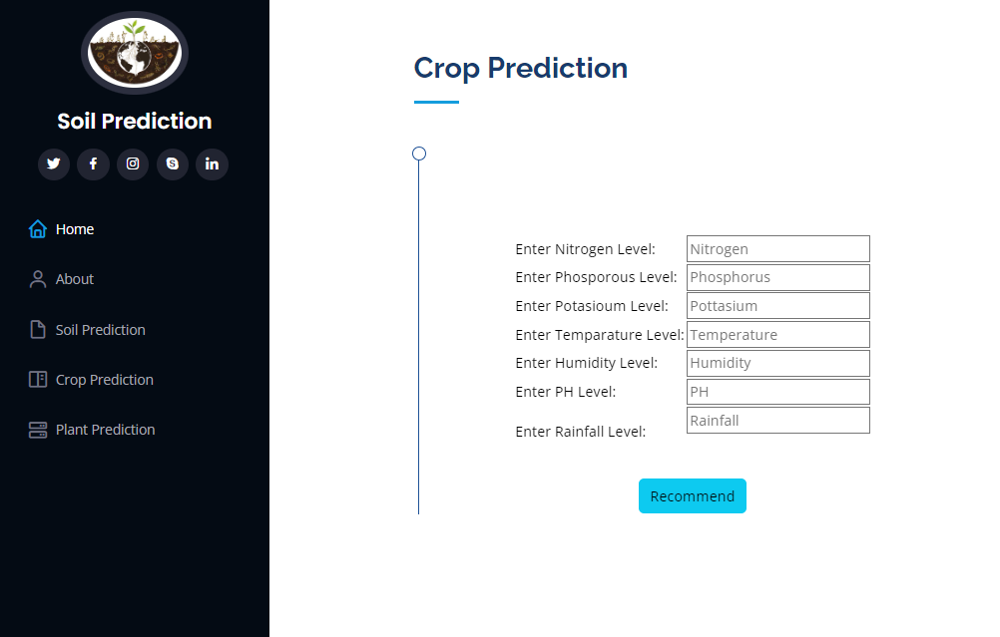 Soil Prediction
Home
About
Soil Prediction
Crop Prediction
Plant Prediction
Crop Prediction
Enter Nitrogen Level: Nitrogen
Enter Phosporous Level: Phosphorus
Enter Potasioum Level: Pottasium
Enter Temparature Level: Temperature
Enter Humidity Level: Humidity
Enter PH Level: PH
Enter Rainfall Level: Rainfall
Recommend